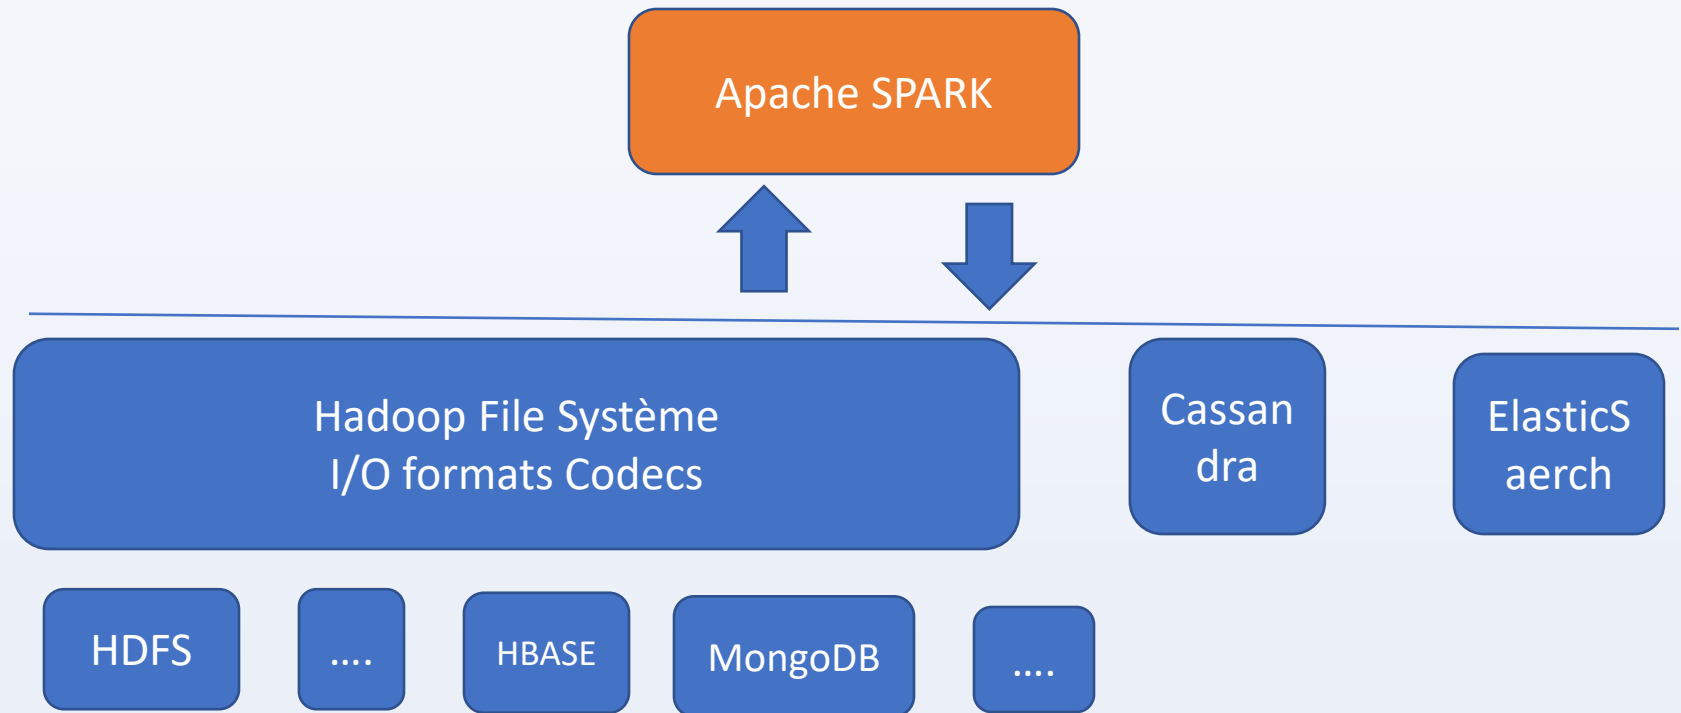 Apache SPARK
Hadoop File Système
I/O formats Codecs
Cassan
dra
ElasticS
aerch
HDFS
....
HBASE
MongoDB
....